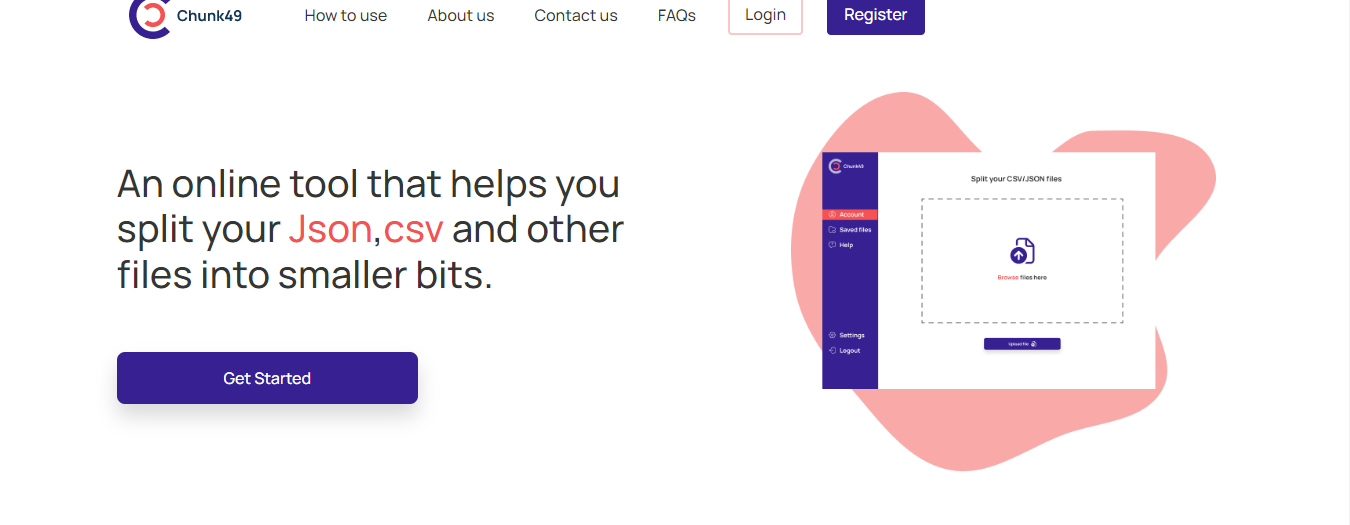 Chunk49
How to use
About us
Contact us
FAQs
Login
Register
An online tool that helps you
split your Json,csv and other
files into smaller bits.
Get Started
Chunk49
Split your CSV/JSON files
Account
Saved files
Help
Browse files here
Settings
Logout
Upload file